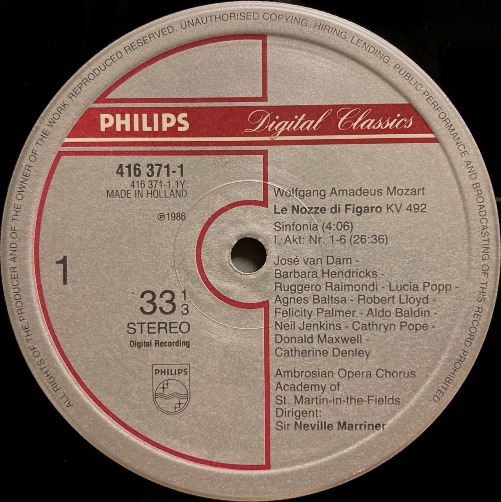 ALL RIGHTS OF THE PRODUCER AND OF THE OWNER OF THE WORK REPRODUCED RESERVED. UNAUTHORISED COPYING, HIRING, LENDING, PUBLIC PERFORMANCE AND BROADCASTING OF THIS RECORD PROHIBITED.
PHILIPS Digital Classics
416 371-1
416 371-1.1Y
MADE IN HOLLAND
℗1986
1
33 1/3
STEREO
Digital Recording
PHILIPS
Wolfgang Amadeus Mozart
Le Nozze di Figaro KV 492
Sinfonia (4:06)
I. Akt: Nr. 1-6 (26:36)
José van Dam -
Barbara Hendricks -
Ruggero Raimondi - Lucia Popp -
Agnes Baltsa - Robert Lloyd -
Felicity Palmer - Aldo Baldin -
Neil Jenkins - Cathryn Pope -
Donald Maxwell -
Catherine Denley
Ambrosian Opera Chorus
Academy of
St. Martin-in-the-Fields
Dirigent:
Sir Neville Marriner